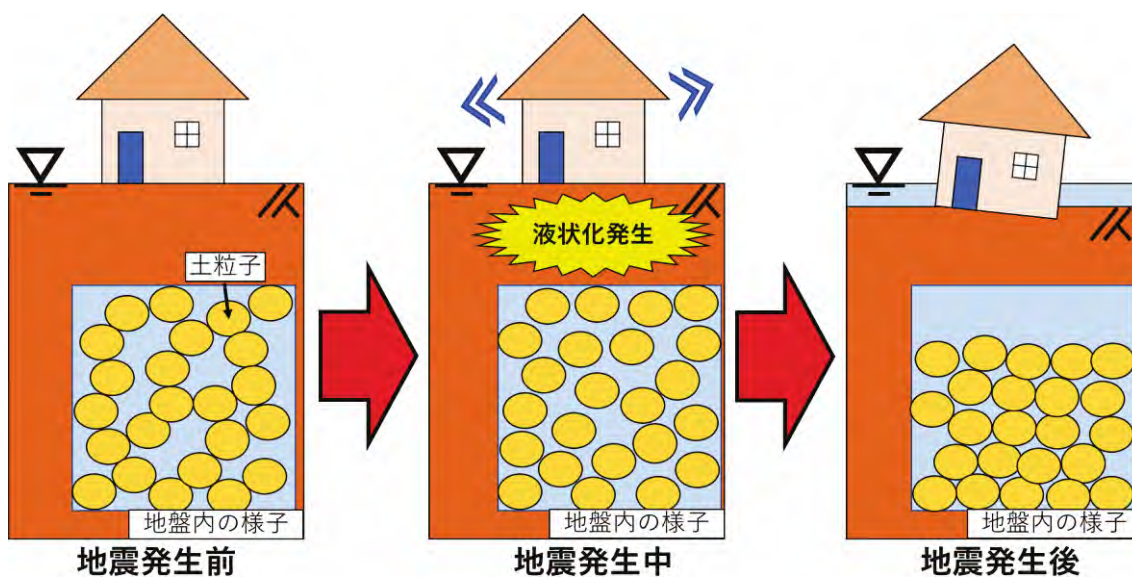 液状化発生
土粒子
地盤内の様子
地盤内の様子
地盤内の様子
地震発生前
地震発生中
地震発生後